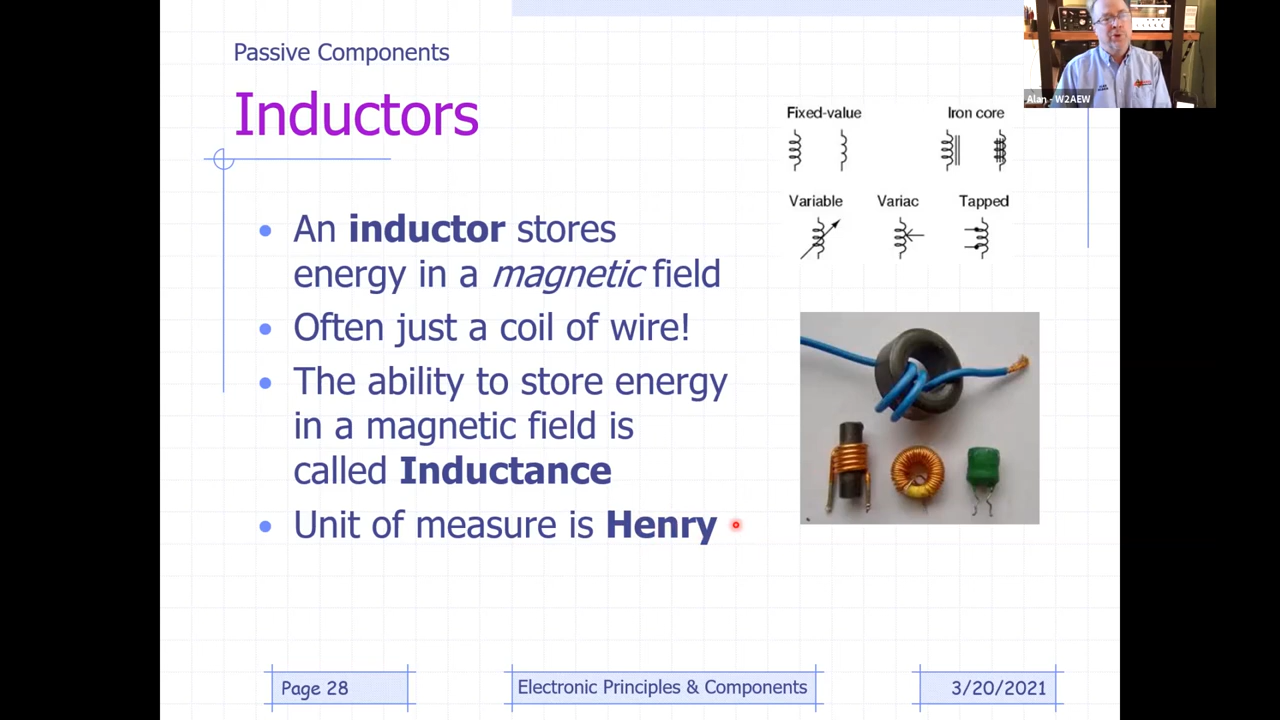 Passive Components
Inductors
Alan - W2AEW
Fixed-value
Iron core
Variable
Variac
Tapped
An inductor stores
energy in a magnetic field
Often just a coil of wire!
The ability to store energy
in a magnetic field is
called Inductance
Unit of measure is Henry
Page 28
Electronic Principles & Components
3/20/2021